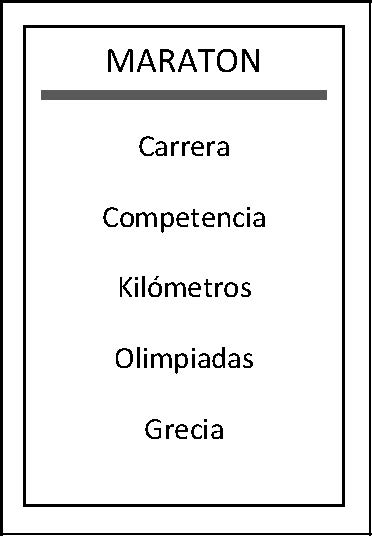 MARATON
Carrera
Competencia
Kilómetros
Olimpiadas
Grecia